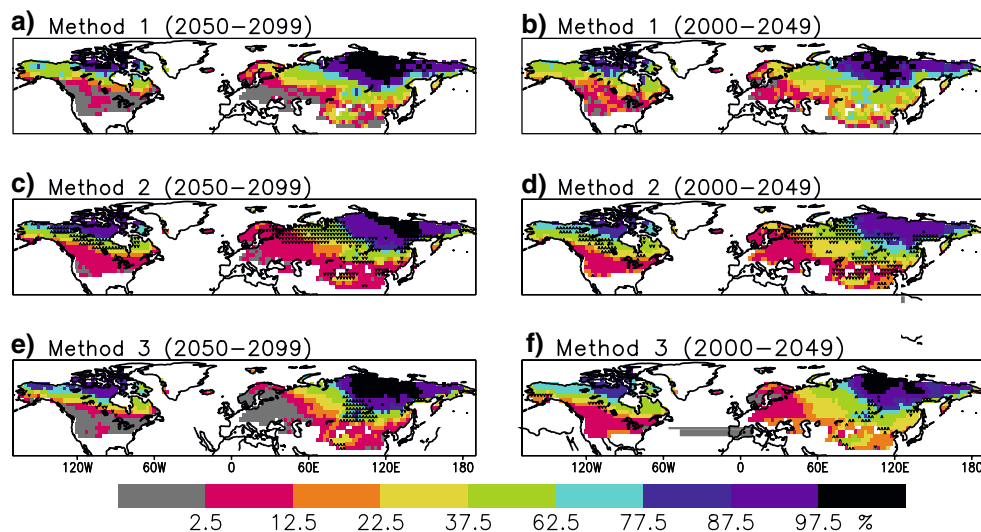 a) Method 1 (2050−2099)
b) Method 1 (2000−2049)
c) Method 2 (2050−2099)
d) Method 2 (2000−2049)
e) Method 3 (2050−2099)
f) Method 3 (2000−2049)
120W 60W 0 60E 120E 180
120W 60W 0 60E 120E 180
2.5 12.5 22.5 37.5 62.5 77.5 87.5 97.5 %